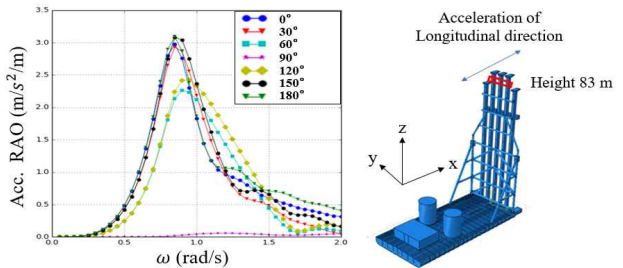 Acc. RAO (m/s²/m)
3.5
3.0
2.5
2.0
1.5
1.0
0.5
0.0
0.0
0.5
1.0
1.5
2.0
ω (rad/s)
0°
30°
60°
90°
120°
150°
180°
Acceleration of
Longitudinal direction
Height 83 m
z
y
x